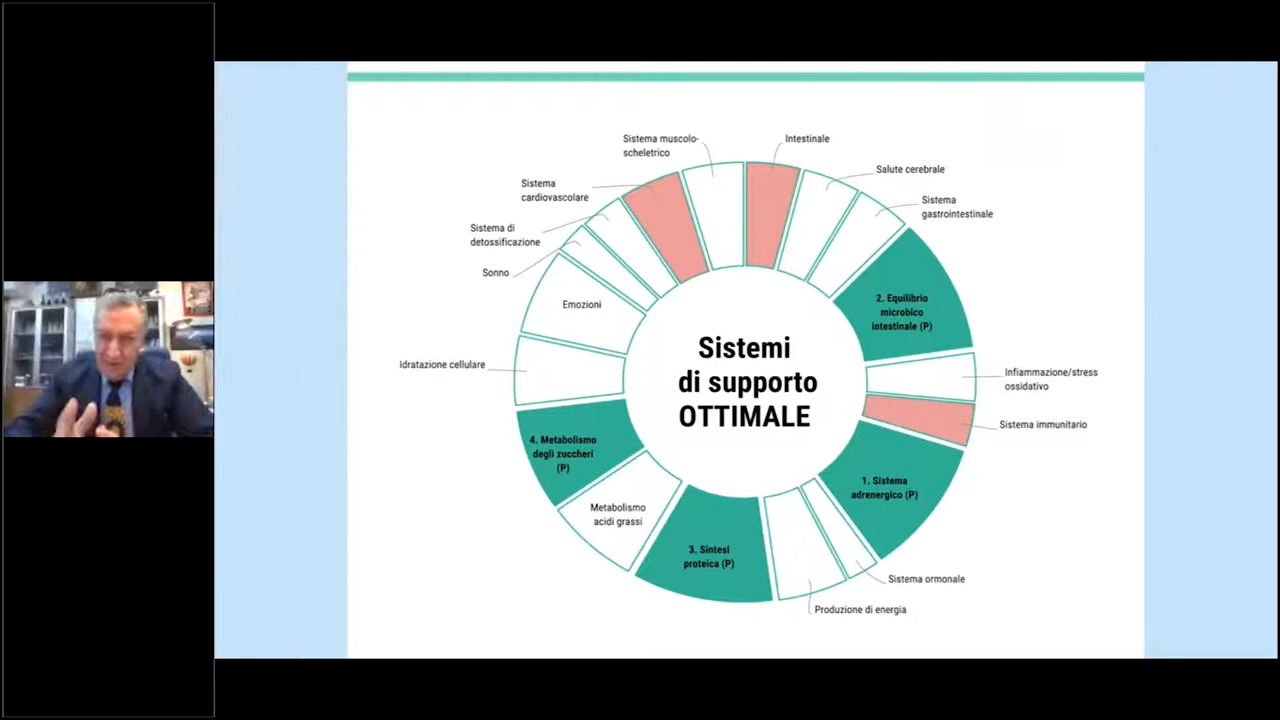 Sistema muscolo-
scheletrico
Intestinale
Salute cerebrale
Sistema
gastrointestinale
Sistema
cardiovascolare
Sistema di
detossificazione
Sonno
Emozioni
2. Equilibrio
microbico
intestinale (P)
Sistemi
di supporto
OTTIMALE
Idratazione cellulare
Infiammazione/stress
ossidativo
Sistema immunitario
4. Metabolismo
degli zuccheri
(P)
1. Sistema
adrenergico (P)
Metabolismo
acidi grassi
3. Sintesi
proteica (P)
Sistema ormonale
Produzione di energia